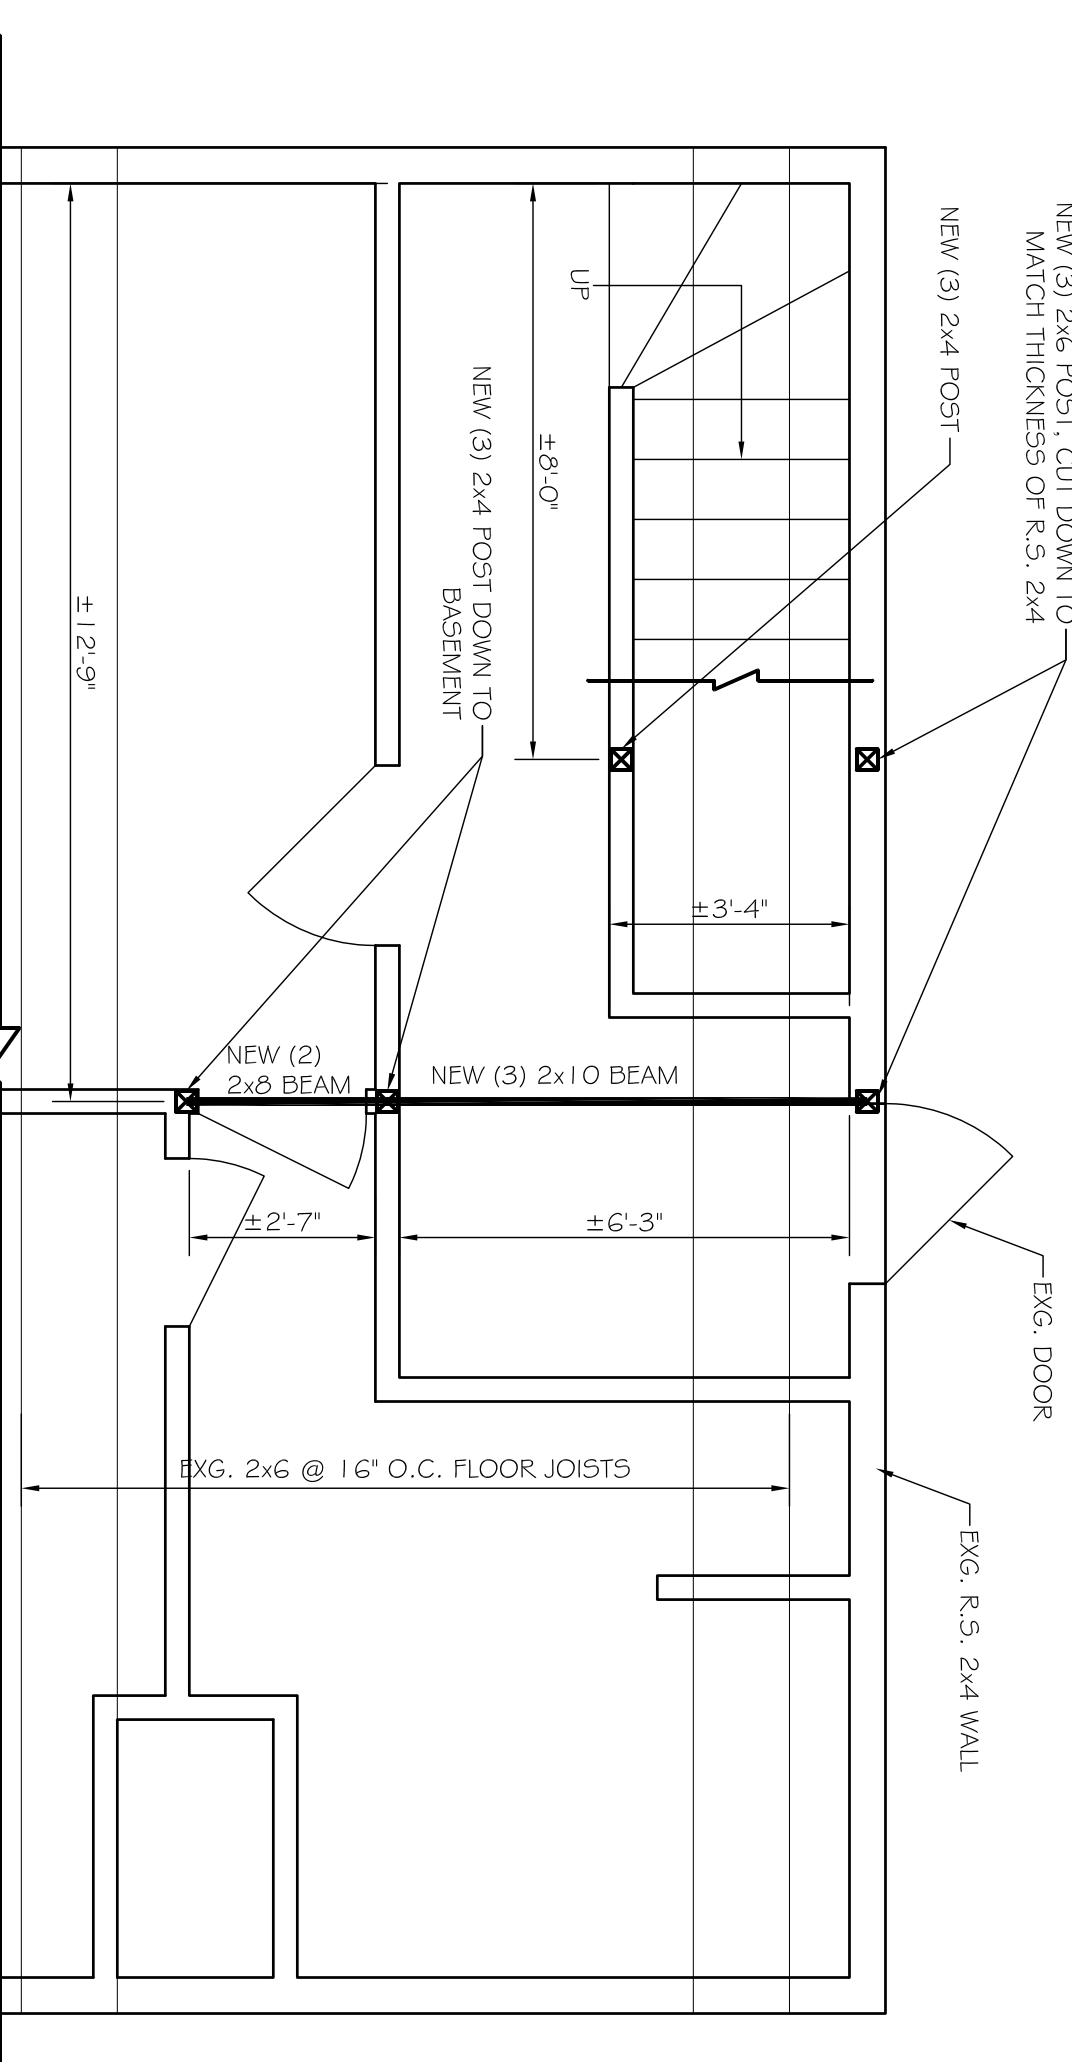 NEW (3) 2x6 POST, CUT DOWN TO
MATCH THICKNESS OF R.S. 2x4
NEW (3) 2x4 POST
UP
±8'-0"
NEW (3) 2x4 POST DOWN TO
BASEMENT
±12'-9"
±3'-4"
NEW (2)
2x8 BEAM
NEW (3) 2x10 BEAM
±2'-7"
±6'-3"
EXG. DOOR
EXG. 2x6 @ 16" O.C. FLOOR JOISTS
EXG. R.S. 2x4 WALL